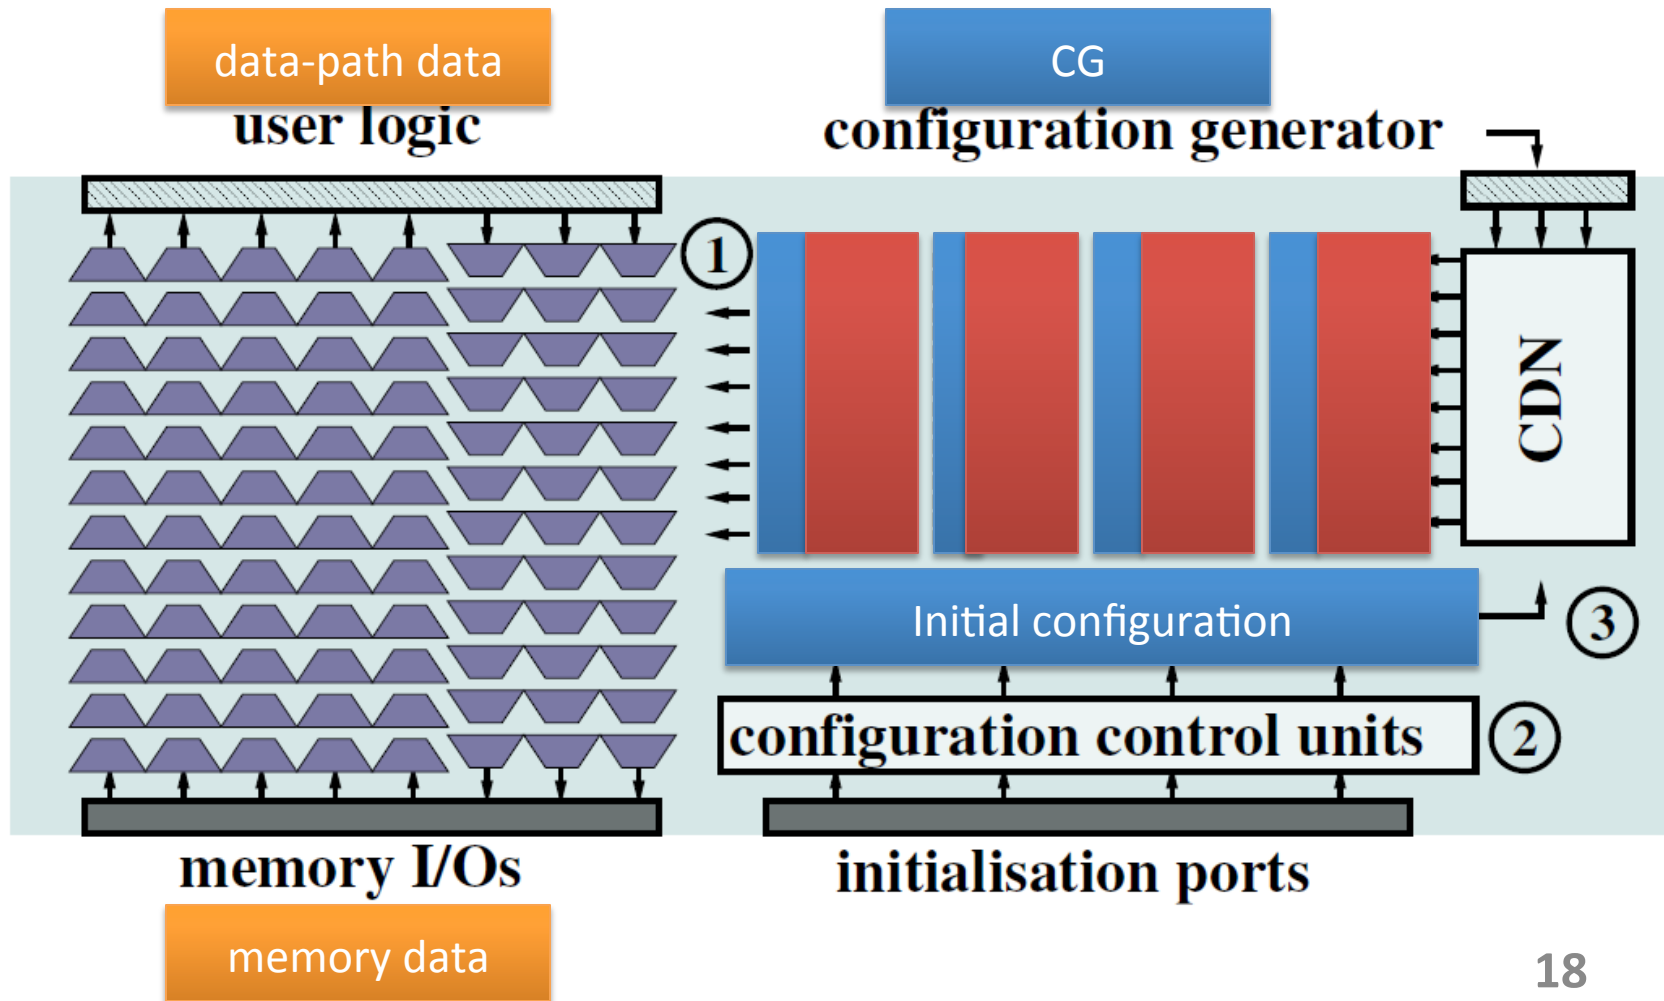 data-path data
CG
user logic
configuration generator
1
CDN
Initial configuration
3
configuration control units
2
memory I/Os
initialisation ports
memory data
18